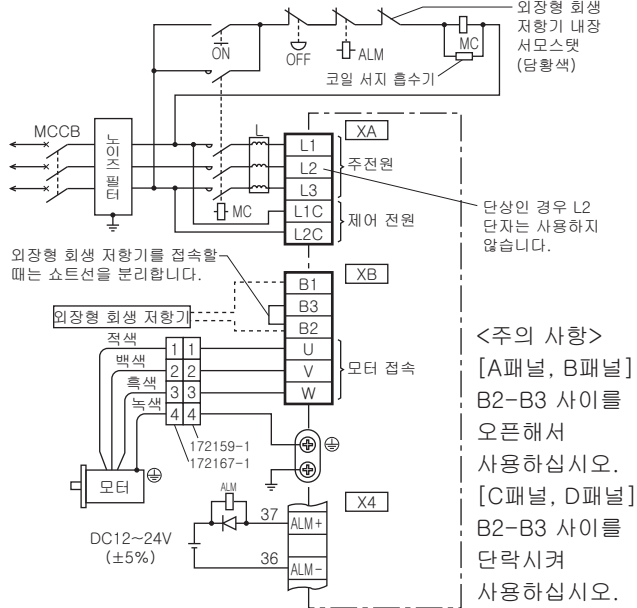 외장형 회생
저항기 내장
서모스탯
(담황색)
ON
OFF
ALM
MC
코일 서지 흡수기
MCCB
노이즈 필터
L
XA
L1
L2
L3
주전원
L1C
L2C
제어 전원
MC
단상인 경우 L2
단자는 사용하지
않습니다.
외장형 회생 저항기를 접속할
때는 쇼트선을 분리합니다.
XB
B1
B3
B2
외장형 회생 저항기
U
V
W
모터 접속
적색
백색
흑색
녹색
1 1
2 2
3 3
4 4
172159-1
172167-1
모터
ALM
DC12~24V
(±5%)
37
36
ALM+
ALM-
X4
<주의 사항>
[A패널, B패널]
B2-B3 사이를
오픈해서
사용하십시오.
[C패널, D패널]
B2-B3 사이를
단락시켜
사용하십시오.